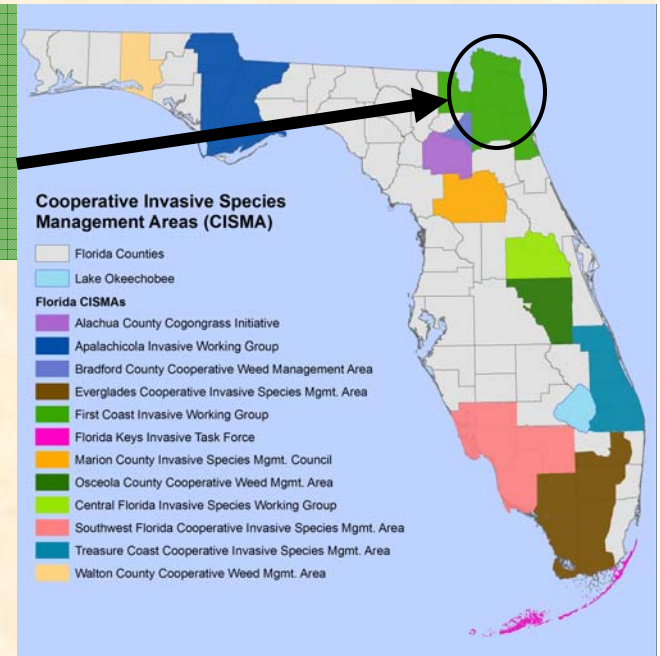 Cooperative Invasive Species
Management Areas (CISMA)
Florida Counties
Lake Okeechobee
Florida CISMAs
Alachua County Cogongrass Initiative
Apalachicola Invasive Working Group
Bradford County Cooperative Weed Management Area
Everglades Cooperative Invasive Species Mgmt. Area
First Coast Invasive Working Group
Florida Keys Invasive Task Force
Marion County Invasive Species Mgmt. Council
Osceola County Cooperative Weed Mgmt. Area
Central Florida Invasive Species Working Group
Southwest Florida Cooperative Invasive Species Mgmt. Area
Treasure Coast Cooperative Invasive Species Mgmt. Area
Walton County Cooperative Weed Mgmt. Area